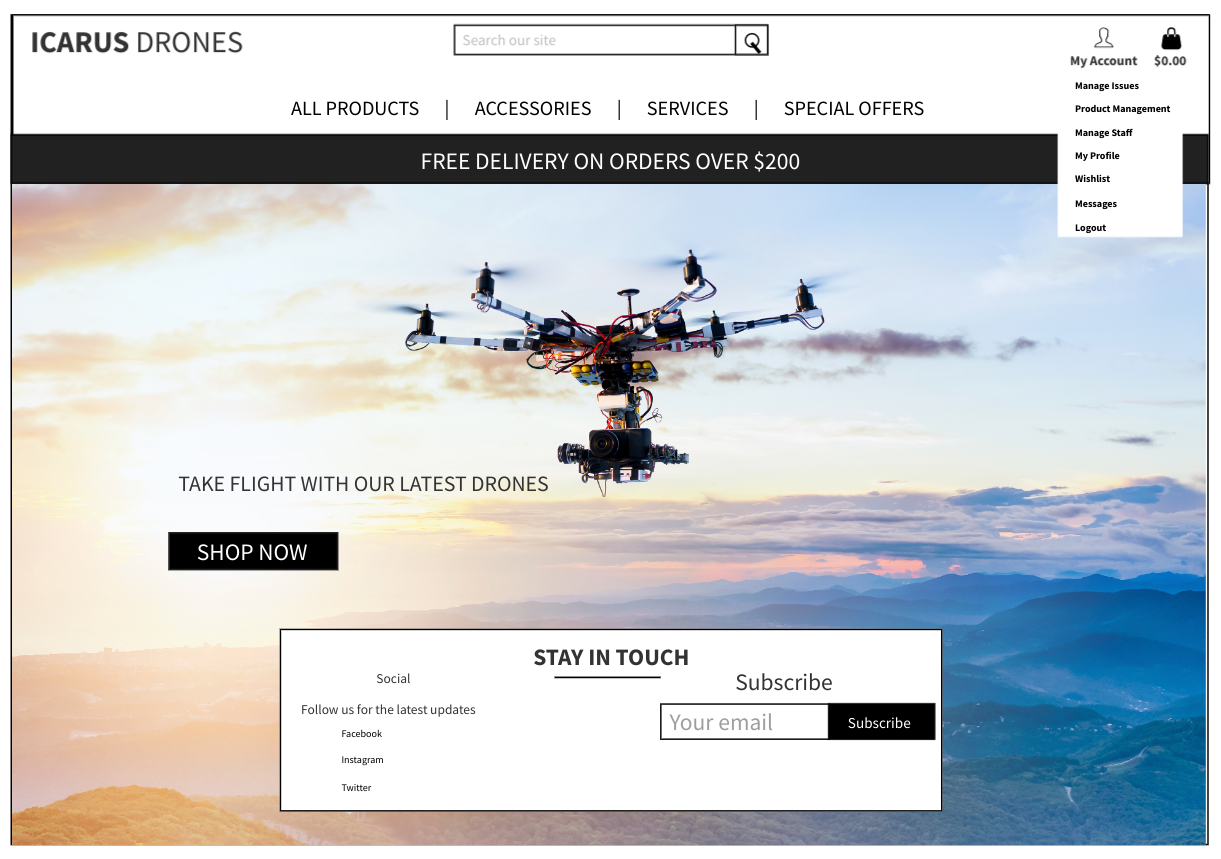 ICARUS DRONES
Search our site
My Account
$0.00
Manage Issues
Product Management
Manage Staff
My Profile
Wishlist
Messages
Logout
ALL PRODUCTS | ACCESSORIES | SERVICES | SPECIAL OFFERS
FREE DELIVERY ON ORDERS OVER $200
TAKE FLIGHT WITH OUR LATEST DRONES
SHOP NOW
STAY IN TOUCH
Social
Follow us for the latest updates
Facebook
Instagram
Twitter
Subscribe
Your email
Subscribe